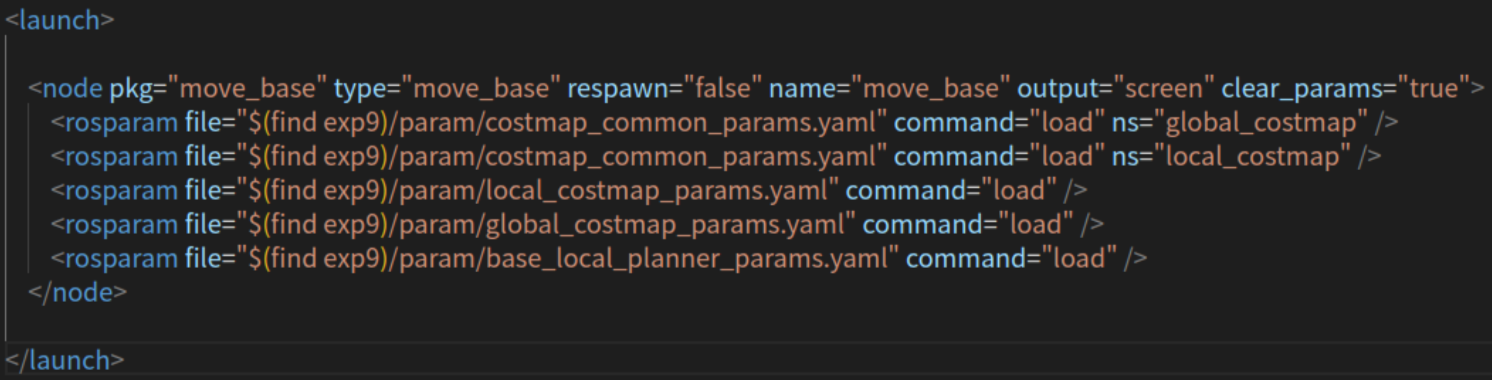 <launch>
<node pkg="move_base" type="move_base" respawn="false" name="move_base" output="screen" clear_params="true">
<rosparam file="$(find exp9)/param/costmap_common_params.yaml" command="load" ns="global_costmap" />
<rosparam file="$(find exp9)/param/costmap_common_params.yaml" command="load" ns="local_costmap" />
<rosparam file="$(find exp9)/param/local_costmap_params.yaml" command="load" />
<rosparam file="$(find exp9)/param/global_costmap_params.yaml" command="load" />
<rosparam file="$(find exp9)/param/base_local_planner_params.yaml" command="load" />
</node>
</launch>